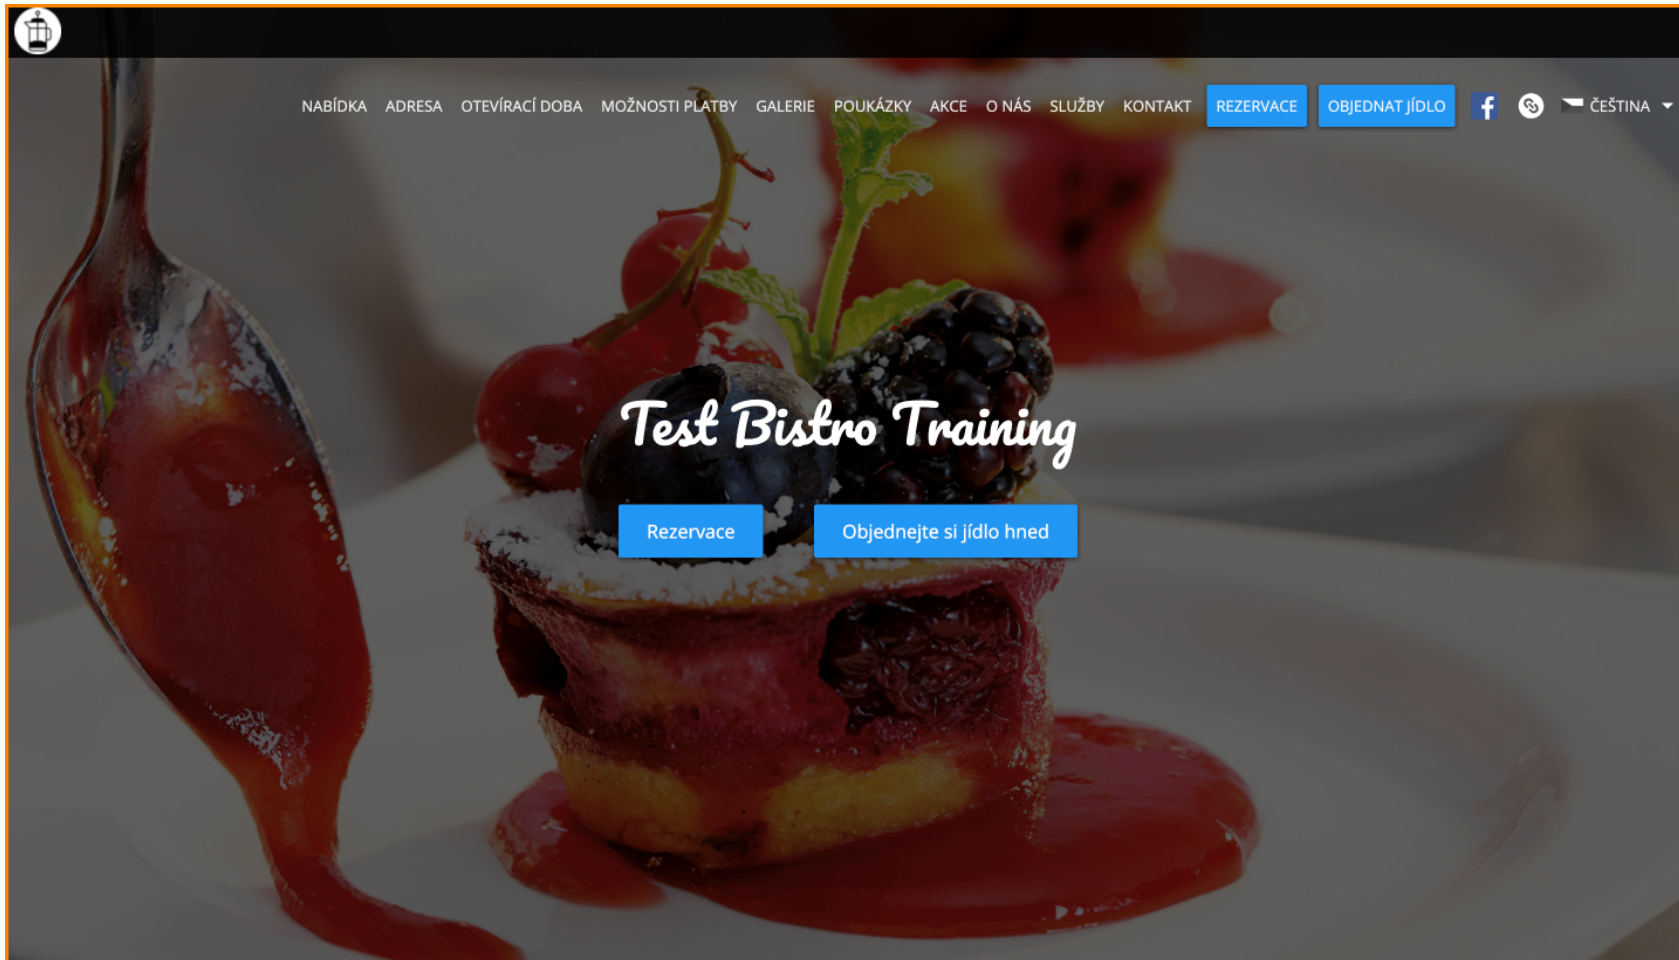 NABÍDKA ADRESA OTEVÍRACÍ DOBA MOŽNOSTI PLATBY GALERIE POUKÁZKY AKCE O NÁS SLUŽBY KONTAKT REZERVACE OBJEDNAT JÍDLO ČEŠTINA
Test Bistro Training
Rezervace Objednejte si jídlo hned